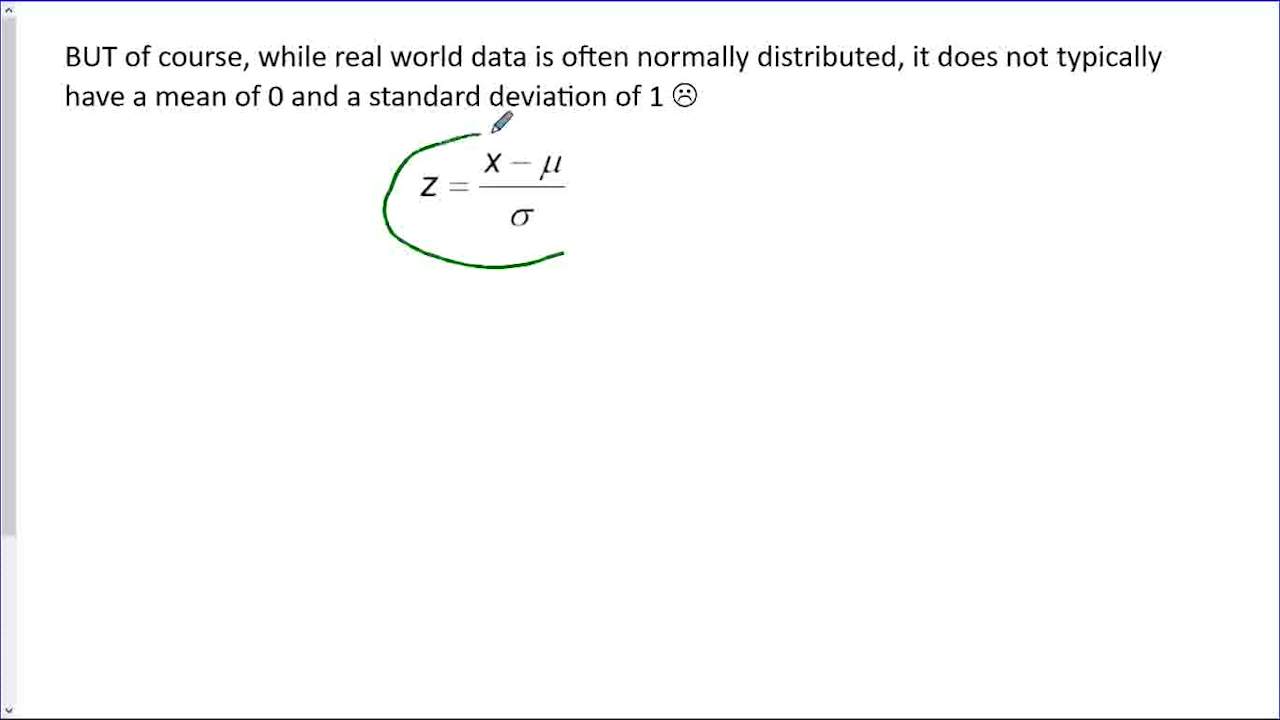 BUT of course, while real world data is often normally distributed, it does not typically
have a mean of 0 and a standard deviation of 1 ☹
z = (x − μ) / σ